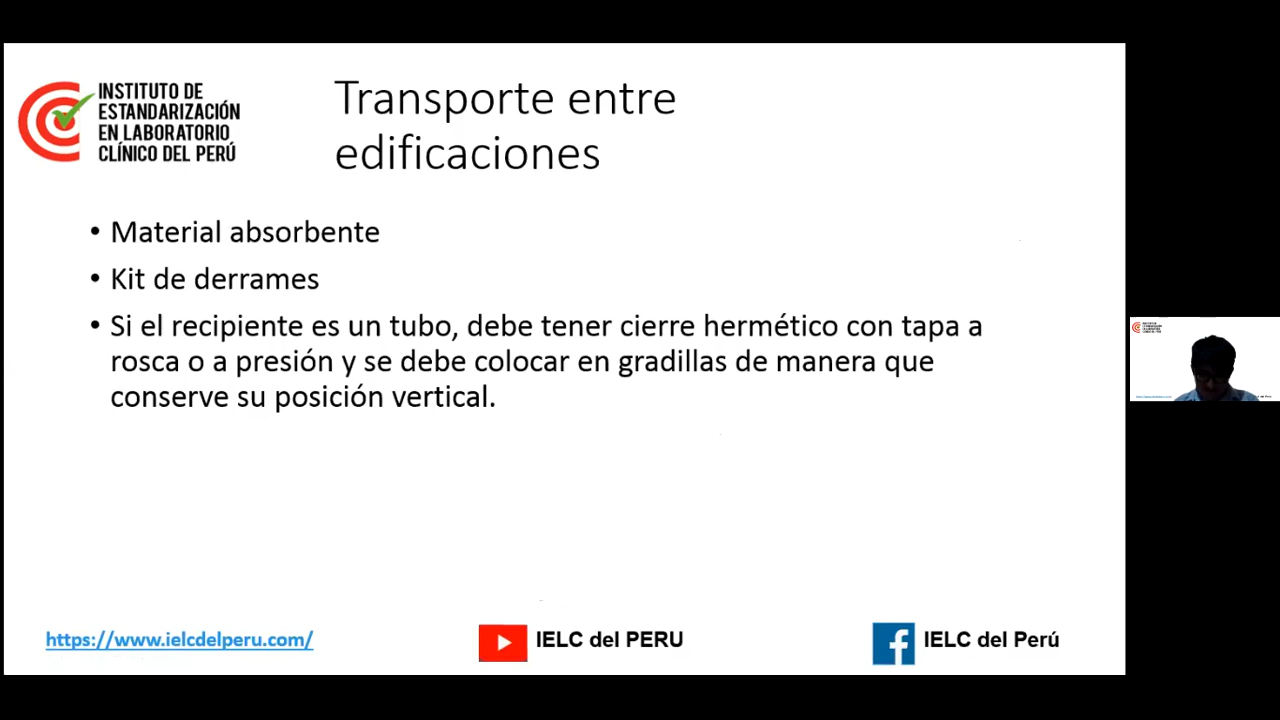 INSTITUTO DE
ESTANDARIZACIÓN
EN LABORATORIO
CLÍNICO DEL PERÚ
Transporte entre
edificaciones
• Material absorbente
• Kit de derrames
• Si el recipiente es un tubo, debe tener cierre hermético con tapa a
rosca o a presión y se debe colocar en gradillas de manera que
conserve su posición vertical.
https://www.ielcdelperu.com/
IELC del PERU
IELC del Perú